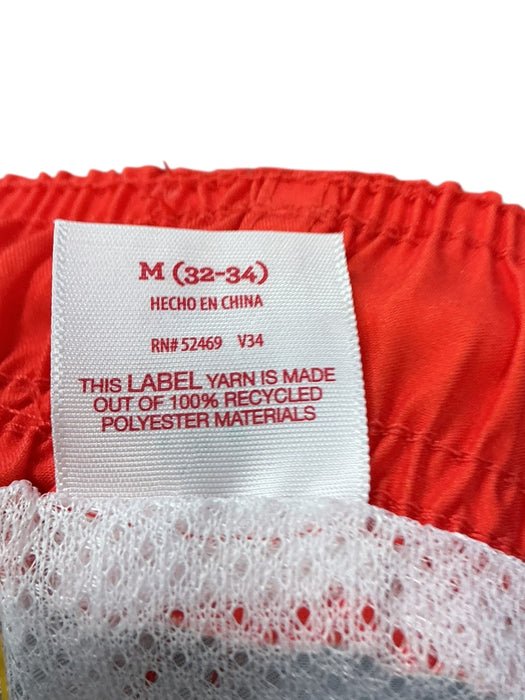 M (32-34)
HECHO EN CHINA
RN# 52469 V34
THIS LABEL YARN IS MADE
OUT OF 100% RECYCLED
POLYESTER MATERIALS